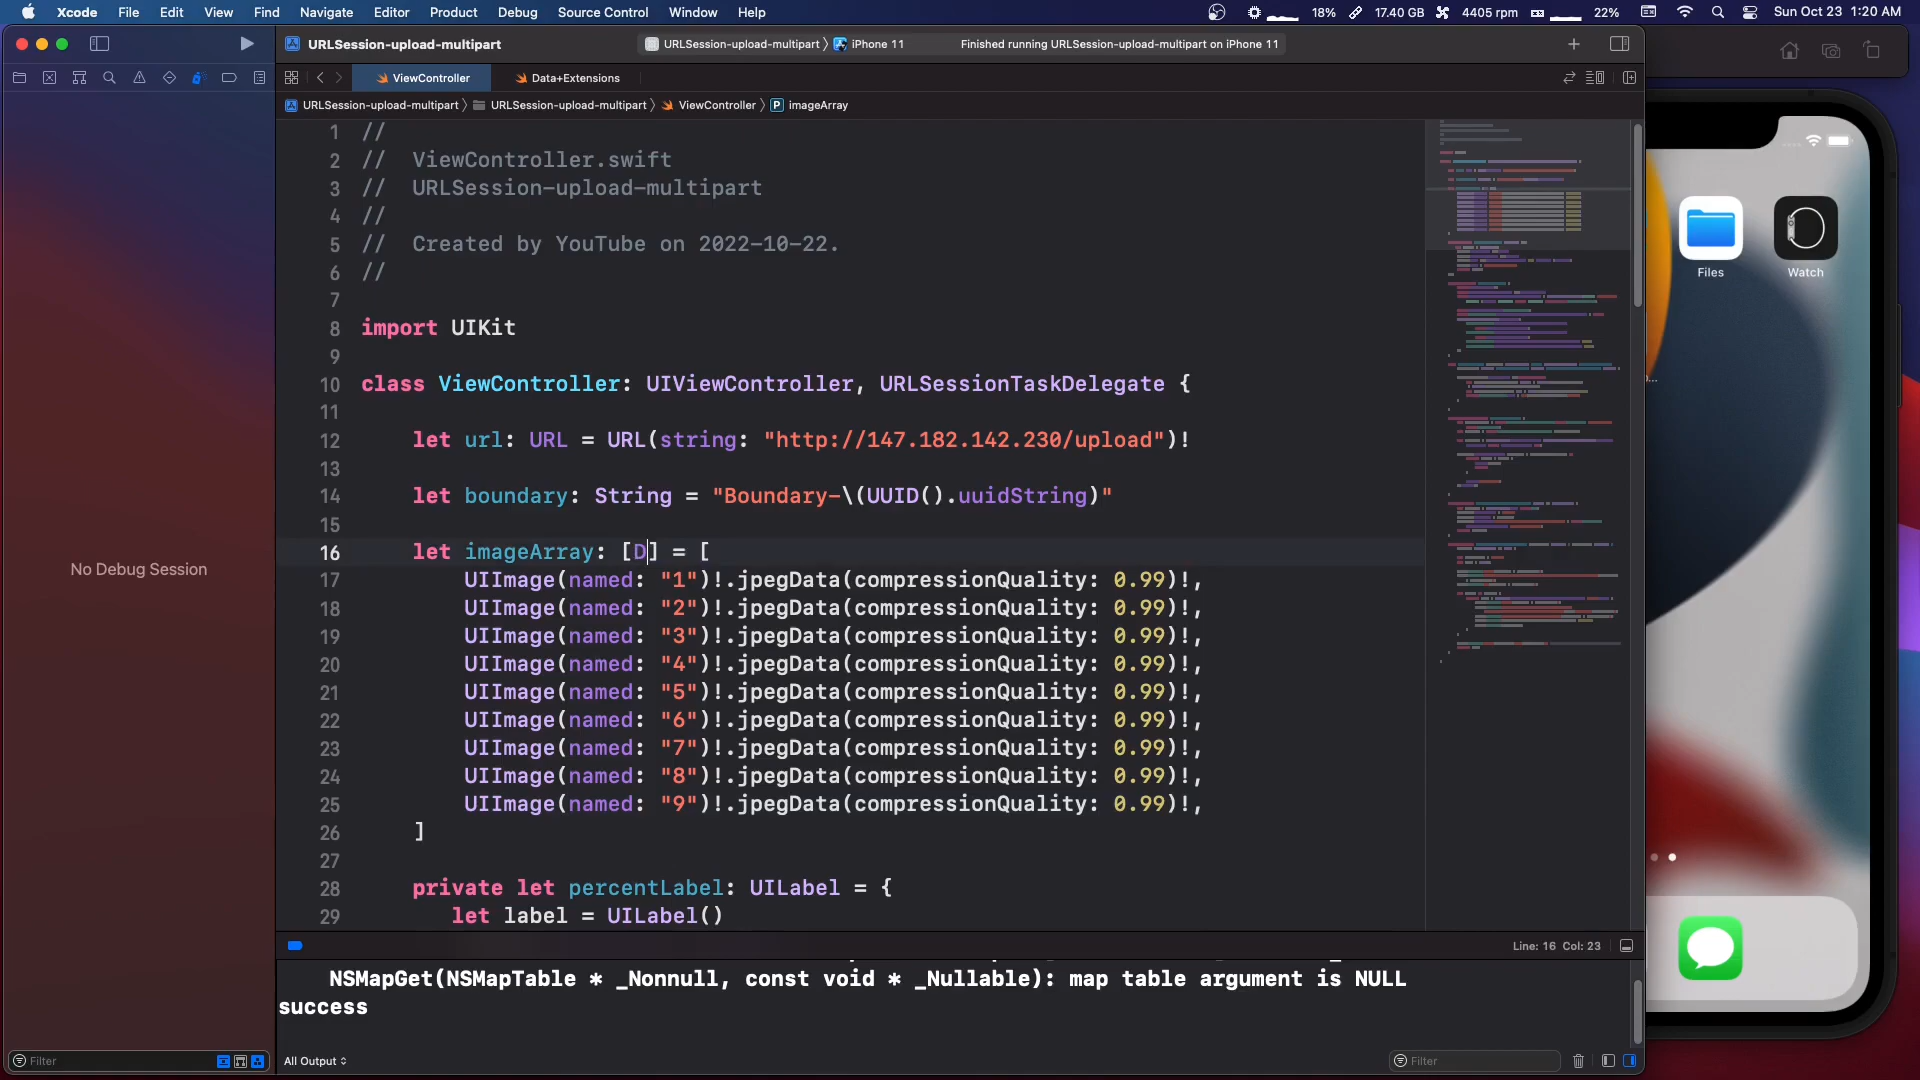 Xcode File Edit View Find Navigate Editor Product Debug Source Control Window Help 18% 17.40 GB 4405 rpm 22% Sun Oct 23 1:20 AM
URLSession-upload-multipart URLSession-upload-multipart iPhone 11 Finished running URLSession-upload-multipart on iPhone 11
ViewController Data+Extensions
URLSession-upload-multipart URLSession-upload-multipart ViewController P imageArray
1 //
2 // ViewController.swift
3 // URLSession-upload-multipart
4 //
5 // Created by YouTube on 2022-10-22.
6 //
7
8 import UIKit
9
10 class ViewController: UIViewController, URLSessionTaskDelegate {
11
12 let url: URL = URL(string: "http://147.182.142.230/upload")!
13
14 let boundary: String = "Boundary-\(UUID().uuidString)"
15
16 let imageArray: [D] = [
17 UIImage(named: "1")!.jpegData(compressionQuality: 0.99)!,
18 UIImage(named: "2")!.jpegData(compressionQuality: 0.99)!,
19 UIImage(named: "3")!.jpegData(compressionQuality: 0.99)!,
20 UIImage(named: "4")!.jpegData(compressionQuality: 0.99)!,
21 UIImage(named: "5")!.jpegData(compressionQuality: 0.99)!,
22 UIImage(named: "6")!.jpegData(compressionQuality: 0.99)!,
23 UIImage(named: "7")!.jpegData(compressionQuality: 0.99)!,
24 UIImage(named: "8")!.jpegData(compressionQuality: 0.99)!,
25 UIImage(named: "9")!.jpegData(compressionQuality: 0.99)!,
26 ]
27
28 private let percentLabel: UILabel = {
29 let label = UILabel()
No Debug Session
Files Watch
Line: 16 Col: 23
NSMapGet(NSMapTable * _Nonnull, const void * _Nullable): map table argument is NULL
success
Filter All Output Filter